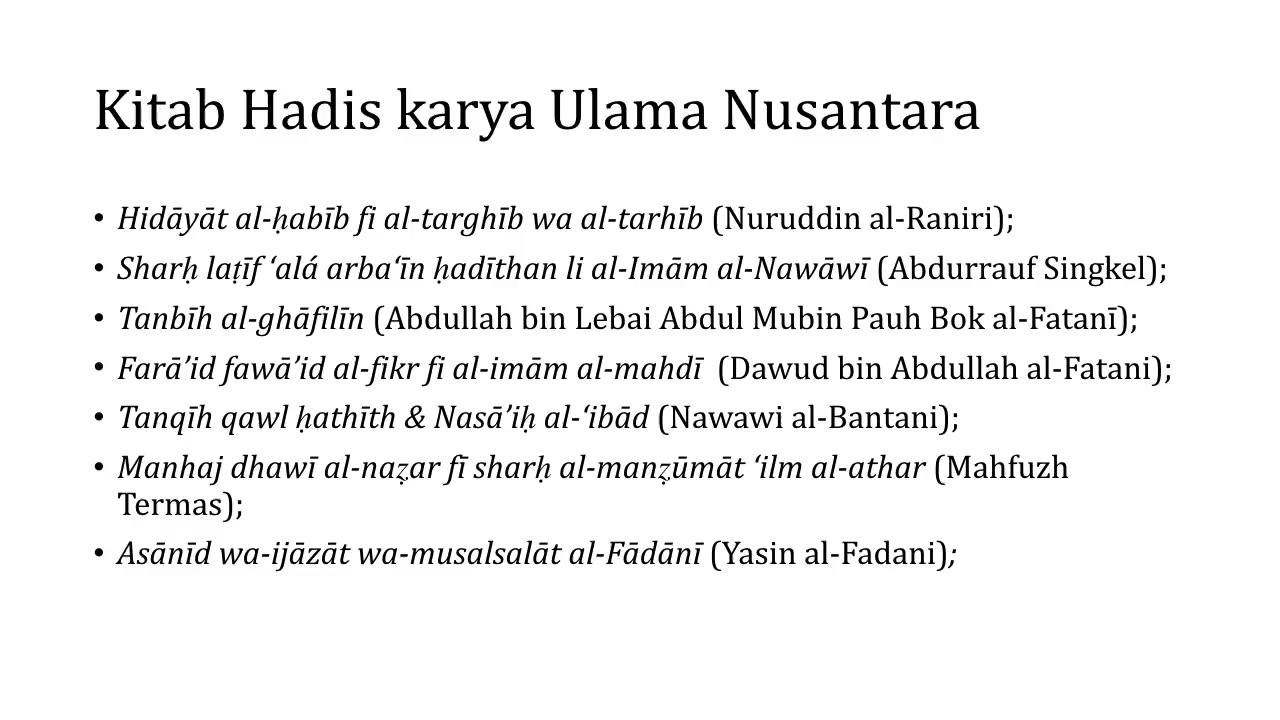 Kitab Hadis karya Ulama Nusantara
• Hidāyāt al-ḥabīb fi al-targhīb wa al-tarhīb (Nuruddin al-Raniri);
• Sharḥ laṭīf ‘alá arba‘īn ḥadīthan li al-Imām al-Nawāwī (Abdurrauf Singkel);
• Tanbīh al-ghāfilīn (Abdullah bin Lebai Abdul Mubin Pauh Bok al-Fatanī);
• Farā’id fawā’id al-fikr fi al-imām al-mahdī (Dawud bin Abdullah al-Fatani);
• Tanqīh qawl ḥathīth & Nasā’iḥ al-‘ibād (Nawawi al-Bantani);
• Manhaj dhawī al-naẓar fī sharḥ al-manẓūmāt ‘ilm al-athar (Mahfuzh
Termas);
• Asānīd wa-ijāzāt wa-musalsalāt al-Fādānī (Yasin al-Fadani);